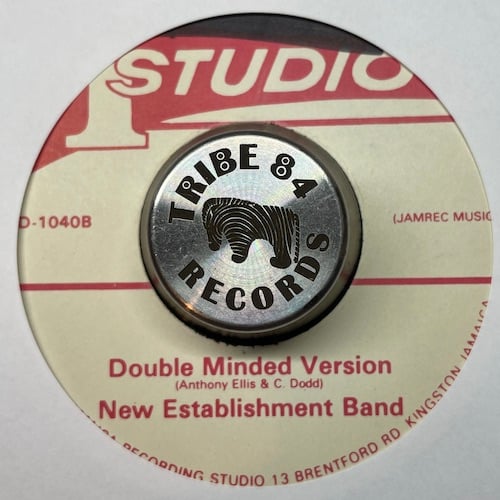 1
STUDIO
TRIBE 84
RECORDS
D-1040B
(JAMREC MUSIC
Double Minded Version
(Anthony Ellis & C. Dodd)
New Establishment Band
RECORDING STUDIO 13 BRENTFORD RD. KINGSTON JAMAICA